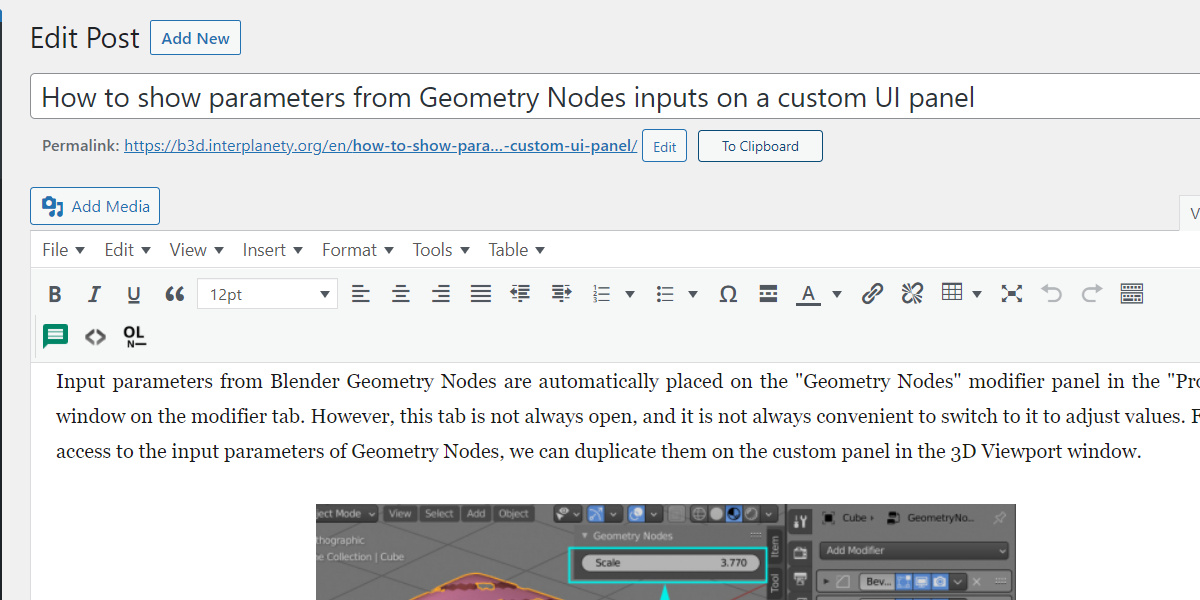 Edit Post Add New
How to show parameters from Geometry Nodes inputs on a custom UI panel
Permalink: https://b3d.interplanety.org/en/how-to-show-para...-custom-ui-panel/ Edit To Clipboard
Add Media
File Edit View Insert Format Tools Table
B I U 12pt Ω A
OL
N
Input parameters from Blender Geometry Nodes are automatically placed on the "Geometry Nodes" modifier panel in the
window on the modifier tab. However, this tab is not always open, and it is not always convenient to switch to it to adjust values.
access to the input parameters of Geometry Nodes, we can duplicate them on the custom panel in the 3D Viewport window.
ject Mode View Select Add Object Cube GeometryNo...
thographic Geometry Nodes
e Collection | Cube Scale 3.770 Item Add Modifier
Tool Bev...